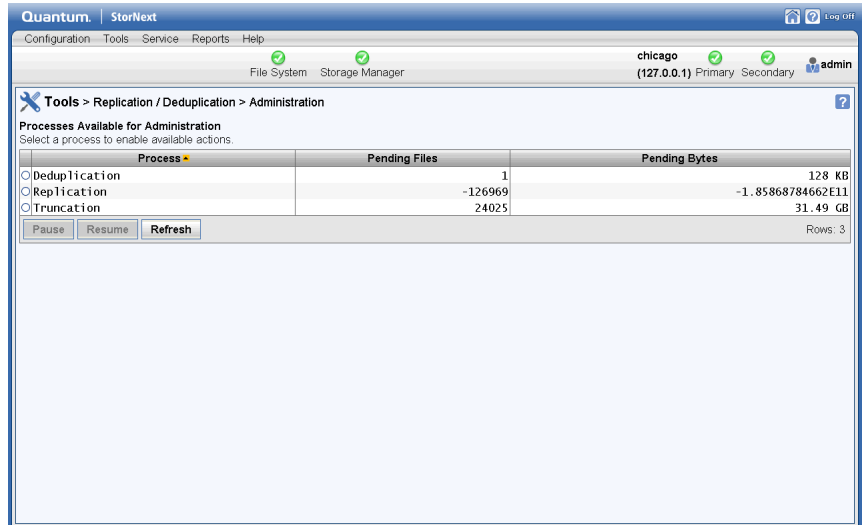 Quantum. | StorNext Log Off
Configuration Tools Service Reports Help
File System Storage Manager
chicago
(127.0.0.1) Primary Secondary
admin
Tools > Replication / Deduplication > Administration
Processes Available for Administration
Select a process to enable available actions.
Process Pending Files Pending Bytes
Deduplication 1 128 KB
Replication -126969 -1.85868784662E11
Truncation 24025 31.49 GB
Pause Resume Refresh Rows: 3